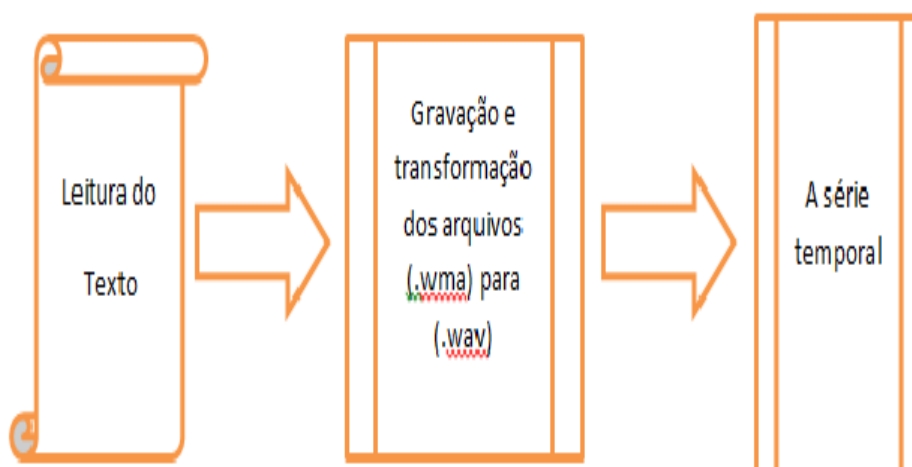 Leitura do
Texto
Gravação e
transformação
dos arquivos
(.wma) para
(.wav)
A série
temporal